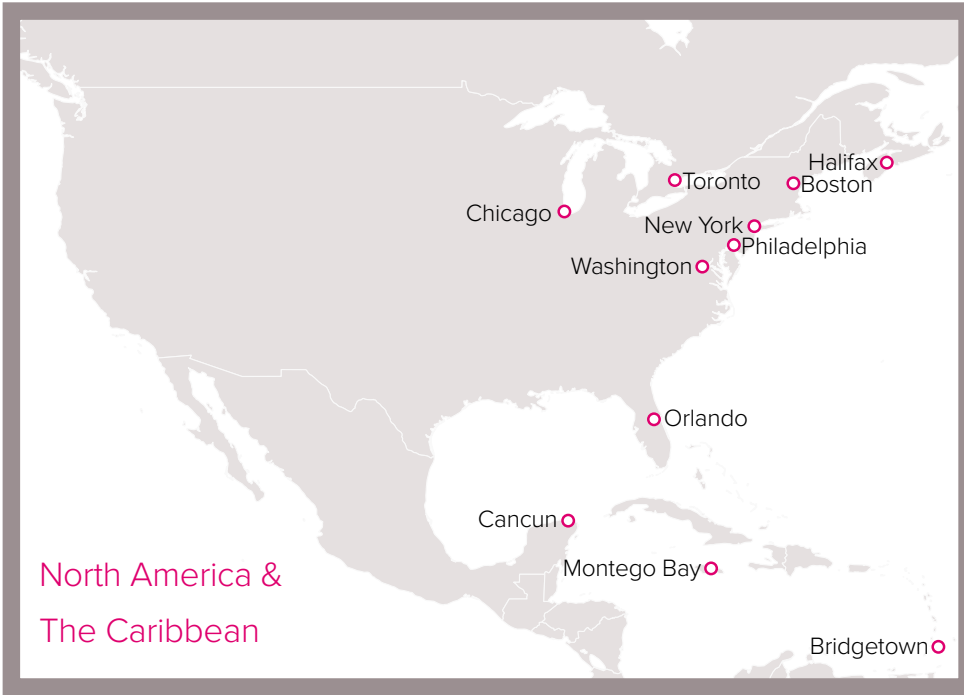 Halifax
Toronto
Boston
Chicago
New York
Philadelphia
Washington
Orlando
Cancun
Montego Bay
North America &
The Caribbean
Bridgetown